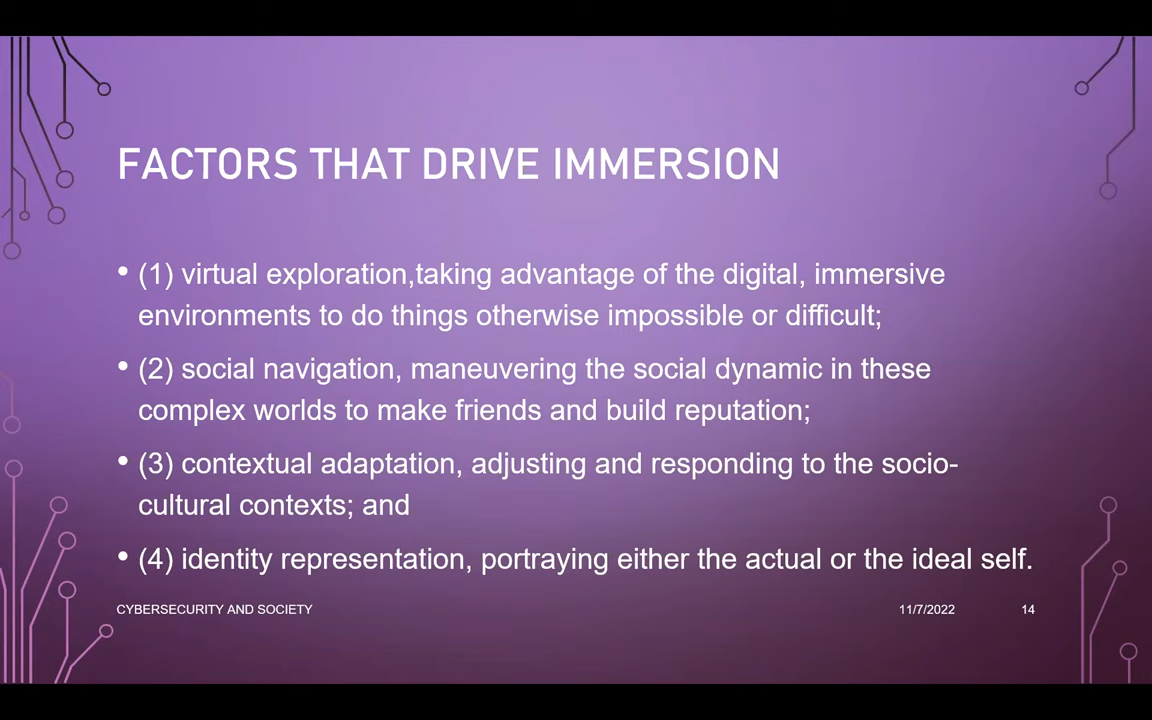 FACTORS THAT DRIVE IMMERSION
• (1) virtual exploration,taking advantage of the digital, immersive
environments to do things otherwise impossible or difficult;
• (2) social navigation, maneuvering the social dynamic in these
complex worlds to make friends and build reputation;
• (3) contextual adaptation, adjusting and responding to the socio-
cultural contexts; and
• (4) identity representation, portraying either the actual or the ideal self.
CYBERSECURITY AND SOCIETY 11/7/2022 14